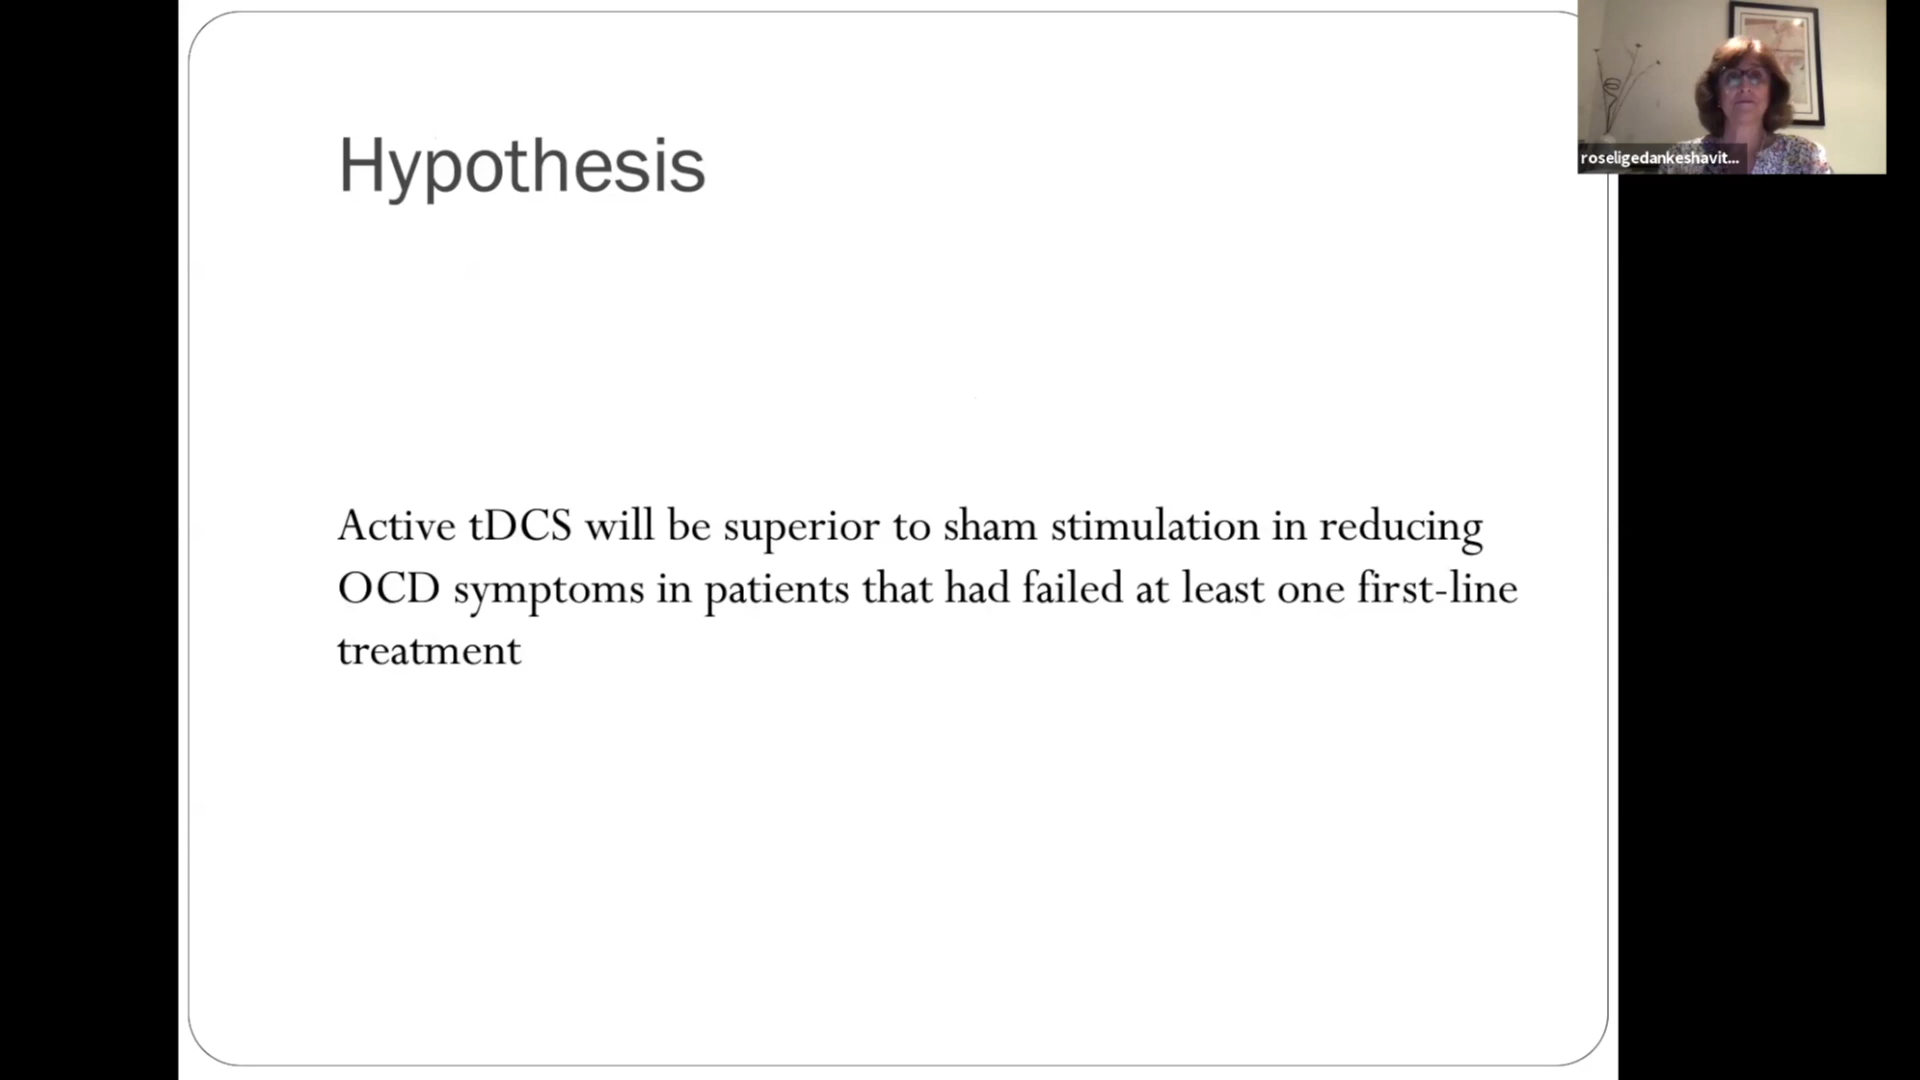 Hypothesis
roseligedankeshavit...
Active tDCS will be superior to sham stimulation in reducing
OCD symptoms in patients that had failed at least one first-line
treatment